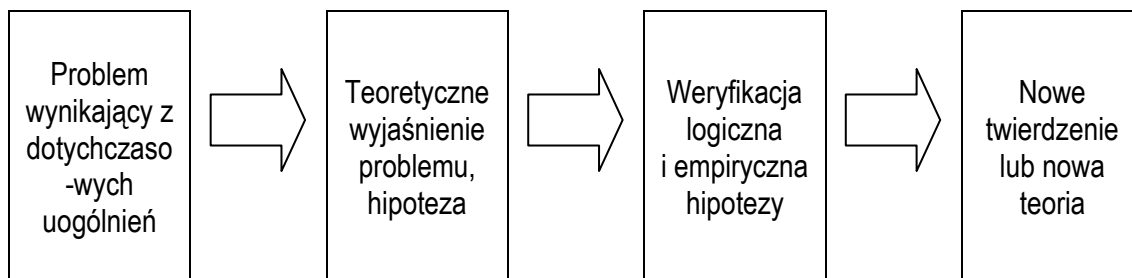 Problem
wynikający z
dotychczaso
-wych
uogólnień
Teoretyczne
wyjaśnienie
problemu,
hipoteza
Weryfikacja
logiczna
i empiryczna
hipotezy
Nowe
twierdzenie
lub nowa
teoria